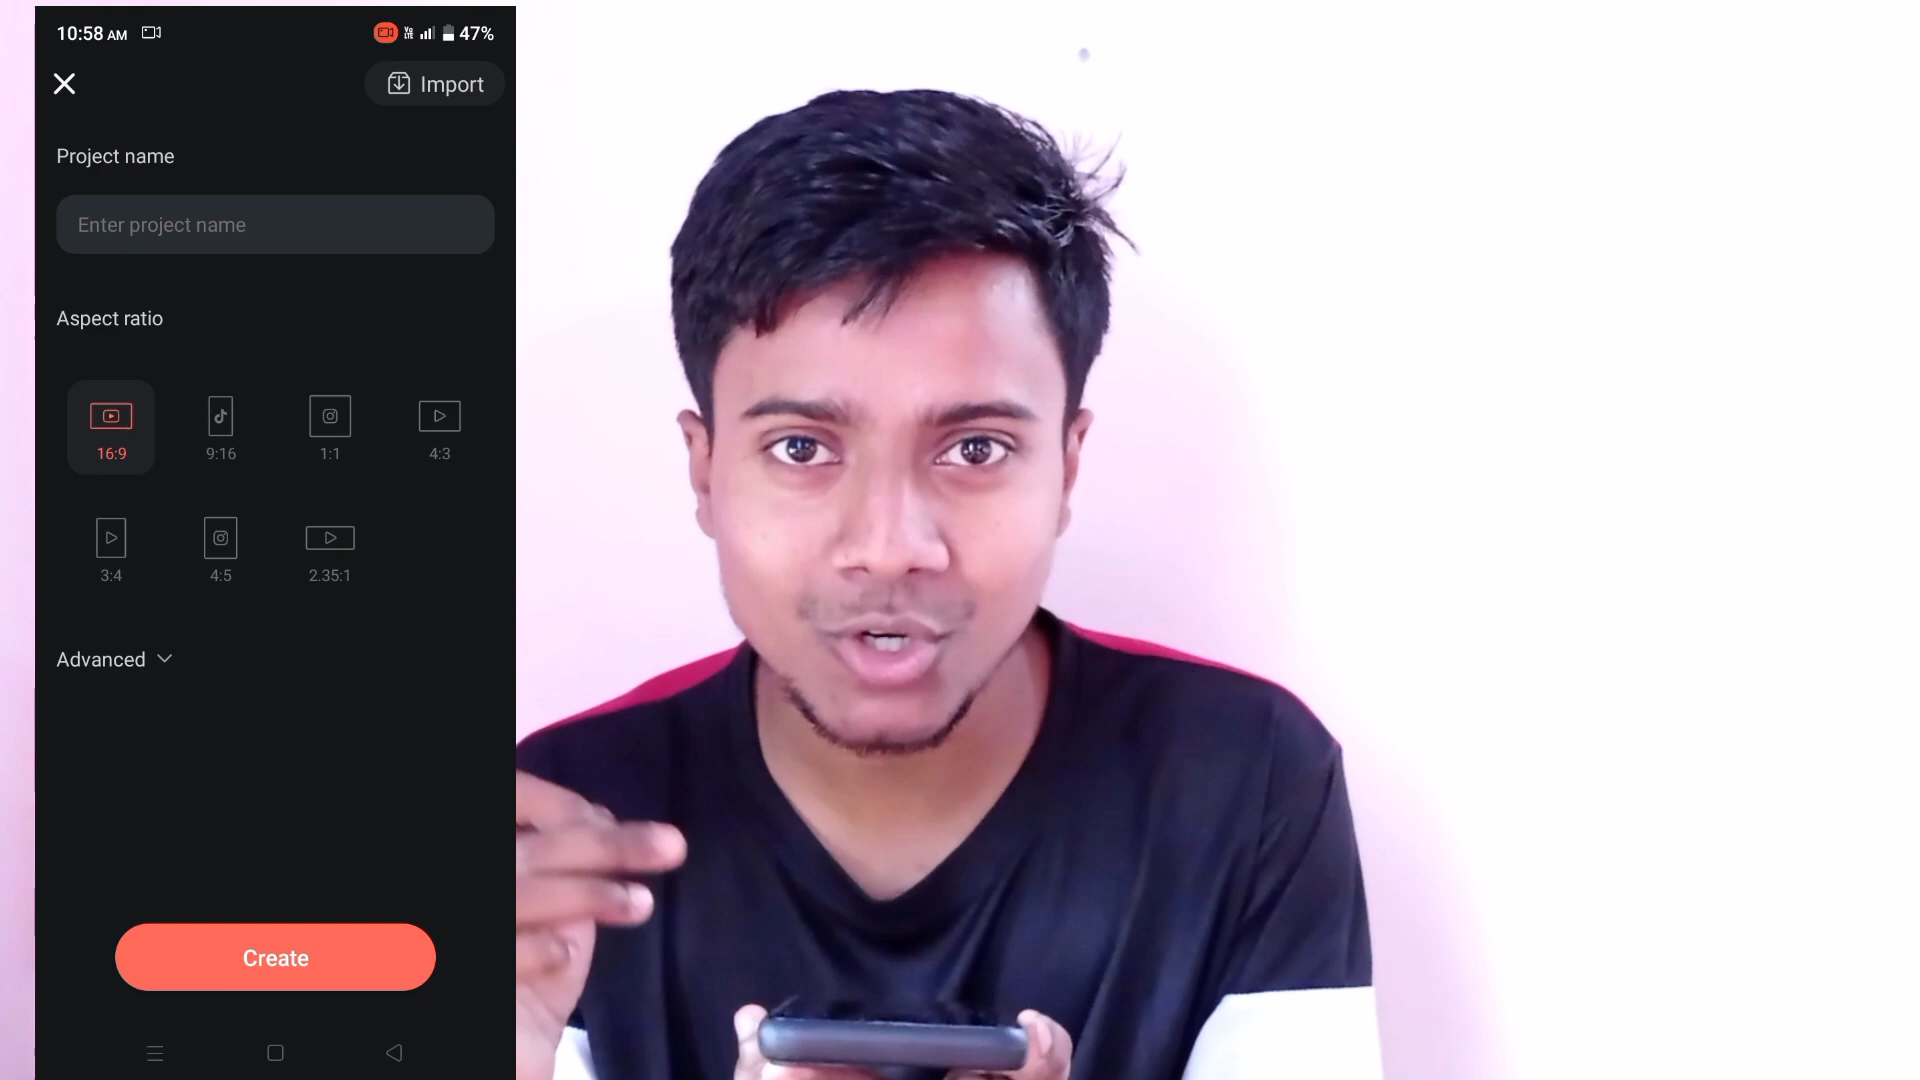 10:58 AM
47%
Import
Project name
Enter project name
Aspect ratio
16:9 9:16 1:1 4:3
3:4 4:5 2.35:1
Advanced
Create